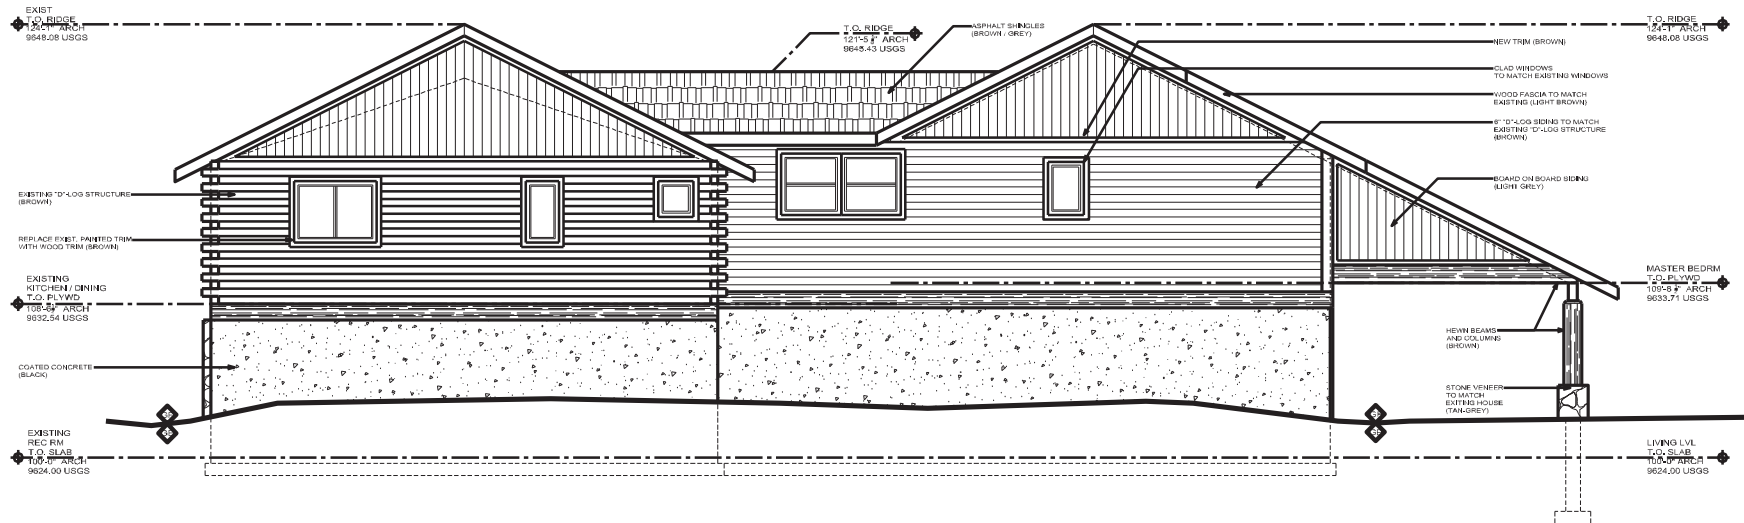 EXIST
T.O. RIDGE
124'-1" ARCH
9648.08 USGS
T.O. RIDGE
ARCH
9645.43 USGS
ASPHALT SHINGLES
(BROWN / GREY)
T.O. RIDGE
124'-1" ARCH
9648.08 USGS
NEW TRIM (BROWN)
CLAD WINDOWS
TO MATCH EXISTING WINDOWS
WOOD FASCIA TO MATCH
EXISTING (LIGHT BROWN)
6" "D"-LOG SIDING TO MATCH
EXISTING "D"-LOG STRUCTURE
(BROWN)
BOARD ON BOARD SIDING
(LIGHT GREY)
EXISTING "D"-LOG STRUCTURE
(BROWN)
REPLACE EXIST. PAINTED TRIM
WITH WOOD TRIM (BROWN)
EXISTING
KITCHEN / DINING
T.O. PLYWD
ARCH
9632.54 USGS
MASTER BEDRM
T.O. PLYWD
ARCH
9633.71 USGS
HEWN BEAMS
AND COLUMNS
(BROWN)
COATED CONCRETE
(BLACK)
STONE VENEER
TO MATCH
EXITING HOUSE
(TAN-GREY)
EXISTING
REC RM
T.O. SLAB
100'-0" ARCH
9624.00 USGS
LIVING LVL
T.O. SLAB
100'-0" ARCH
9624.00 USGS